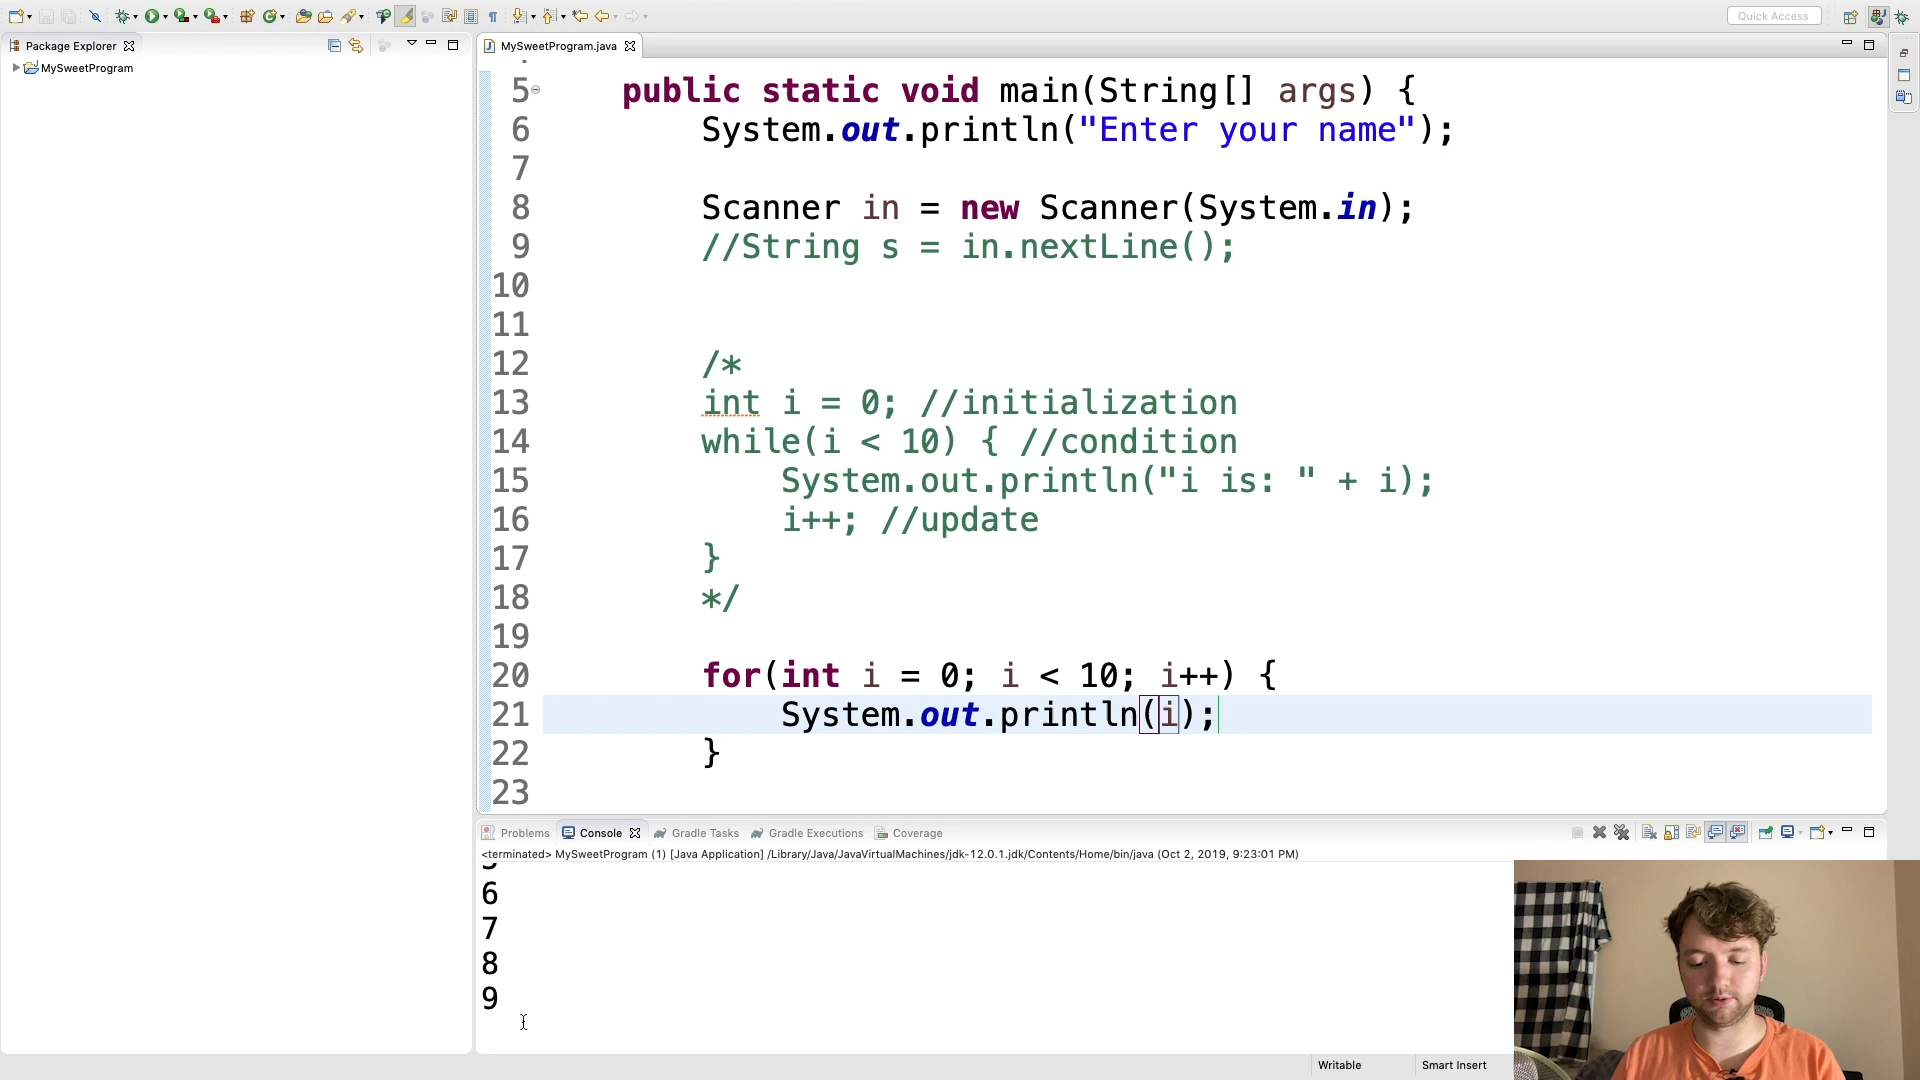 Quick Access
Package Explorer
MySweetProgram
MySweetProgram.java
5 public static void main(String[] args) {
6 System.out.println("Enter your name");
7
8 Scanner in = new Scanner(System.in);
9 //String s = in.nextLine();
10
11
12 /*
13 int i = 0; //initialization
14 while(i < 10) { //condition
15 System.out.println("i is: " + i);
16 i++; //update
17 }
18 */
19
20 for(int i = 0; i < 10; i++) {
21 System.out.println(i);
22 }
23
Problems Console Gradle Tasks Gradle Executions Coverage
<terminated> MySweetProgram (1) [Java Application] /Library/Java/JavaVirtualMachines/jdk-12.0.1.jdk/Contents/Home/bin/java (Oct 2, 2019, 9:23:01 PM)
6
7
8
9
Writable Smart Insert